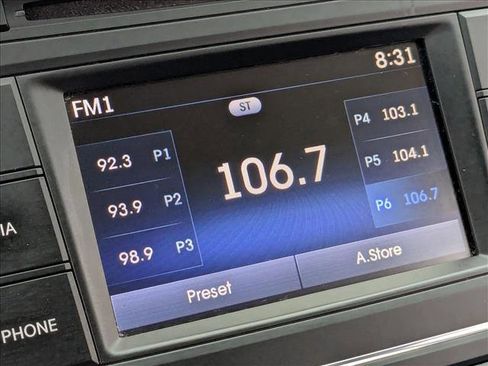 8:31
FM1
ST
92.3 P1
93.9 P2
98.9 P3
106.7
P4 103.1
P5 104.1
P6 106.7
Preset
A.Store
IA
PHONE